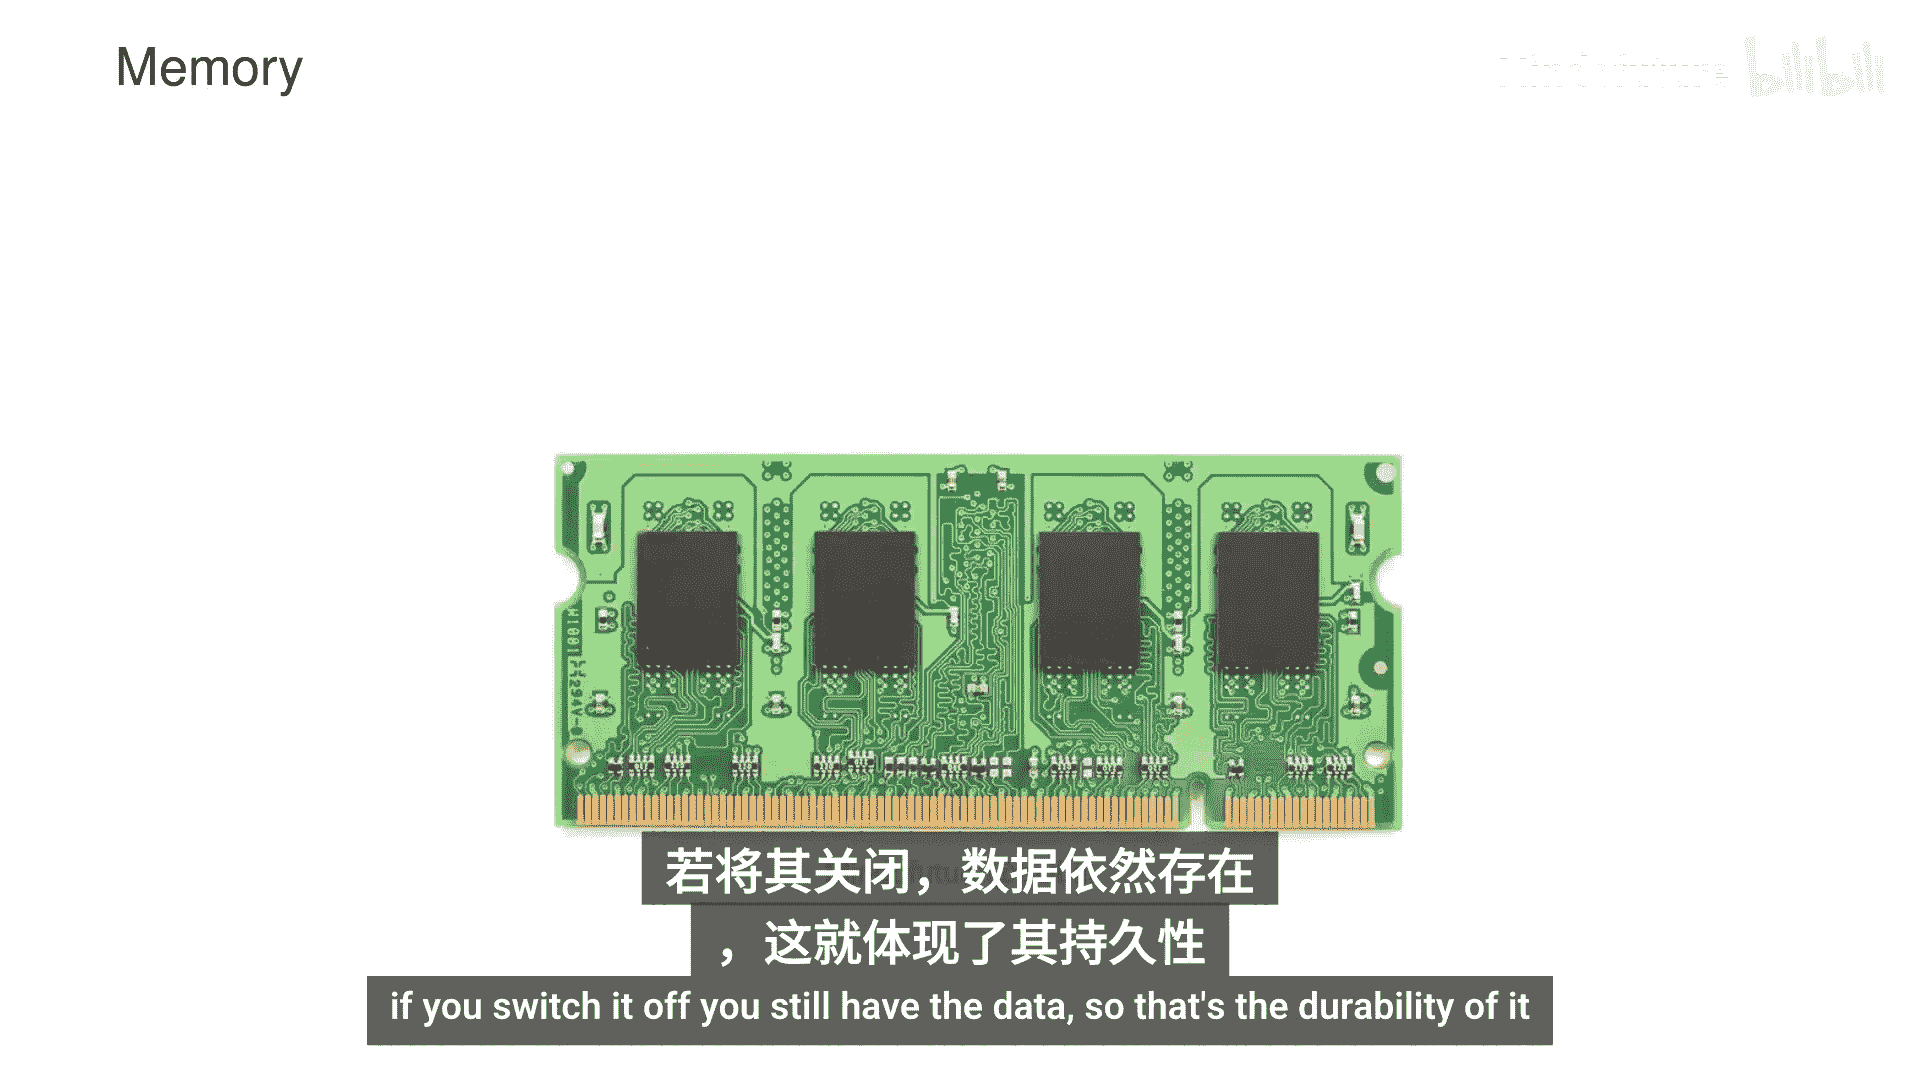 Memory
bilibili
若将其关闭，数据依然存在
，这就体现了其持久性
if you switch it off you still have the data, so that's the durability of it